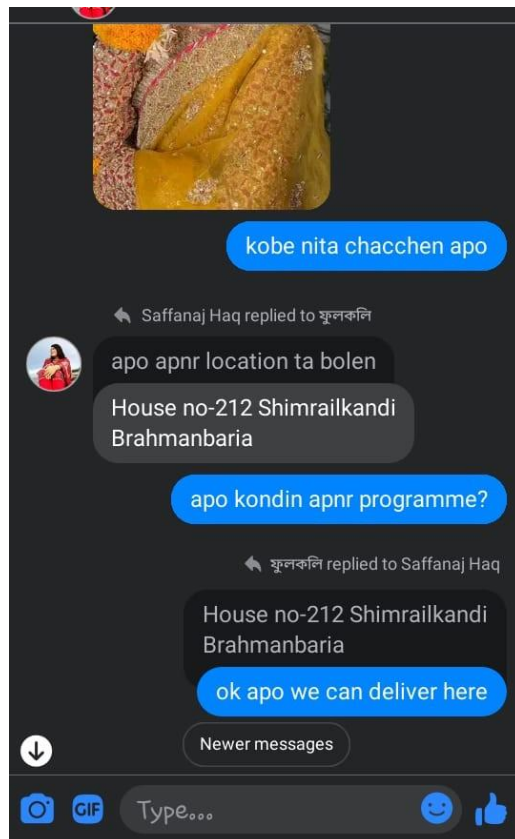 kobe nita chacchen apo
Saffanaj Haq replied to ফুলকলি
apo apnr location ta bolen
House no-212 Shimrailkandi
Brahmanbaria
apo kondin apnr programme?
ফুলকলি replied to Saffanaj Haq
House no-212 Shimrailkandi
Brahmanbaria
ok apo we can deliver here
Newer messages
GIF
Type...